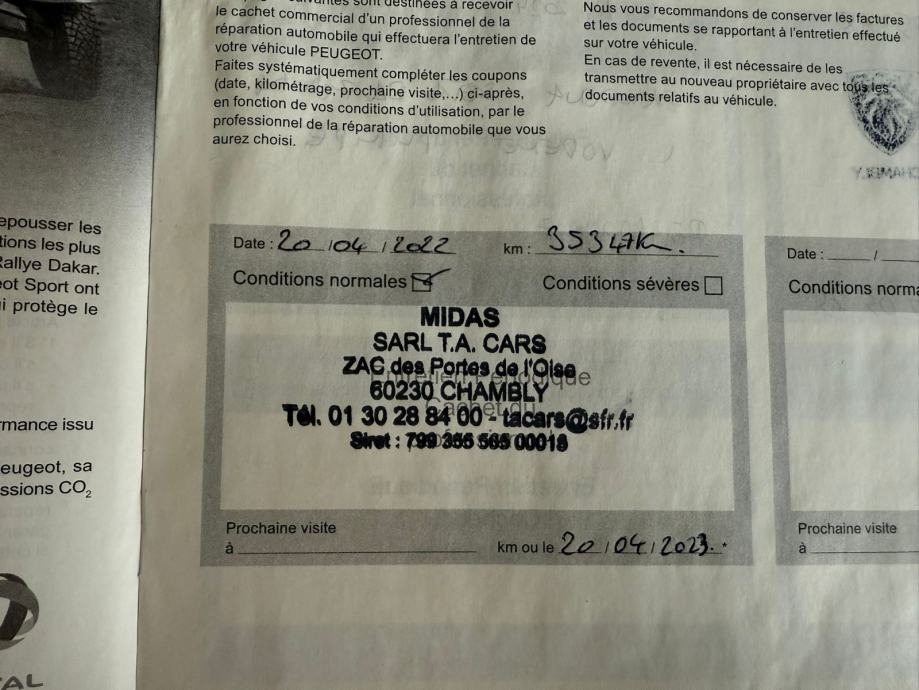 le cachet commercial d'un professionnel de la
réparation automobile qui effectuera l'entretien de
votre véhicule PEUGEOT.
Faites systématiquement compléter les coupons
(date, kilométrage, prochaine visite,...) ci-après,
en fonction de vos conditions d'utilisation, par le
professionnel de la réparation automobile que vous
aurez choisi.
Nous vous recommandons de conserver les factures
et les documents se rapportant à l'entretien effectué
sur votre véhicule.
En cas de revente, il est nécessaire de les
transmettre au nouveau propriétaire avec tous les
documents relatifs au véhicule.
epousser les
tions les plus
Rallye Dakar.
eot Sport ont
i protège le
rmance issu
eugeot, sa
ssions CO2
Date : 20 / 04 / 2022 km : 35347K.
Conditions normales Conditions sévères
MIDAS
SARL T.A. CARS
ZAC des Portes de l'Oise
60230 CHAMBLY
Tél. 01 30 28 84 00 - tacars@sfr.fr
Siret : 799 355 565 00018
Prochaine visite
à km ou le 20 / 04 / 2023.
Date : /
Conditions norma
Prochaine visite
à